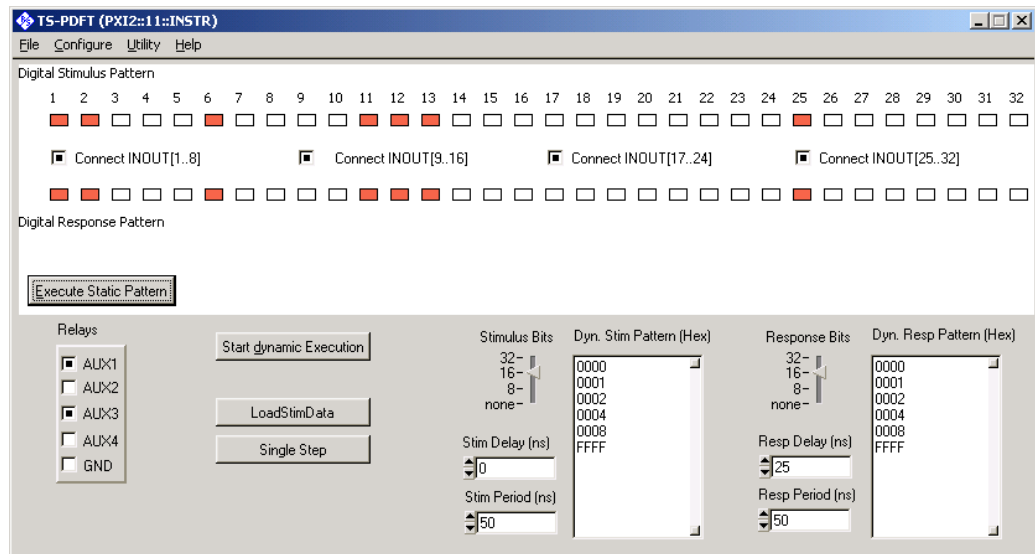 TS-PDFT (PXI2::11::INSTR)
File Configure Utility Help
Digital Stimulus Pattern
1 2 3 4 5 6 7 8 9 10 11 12 13 14 15 16 17 18 19 20 21 22 23 24 25 26 27 28 29 30 31 32
Connect INOUT[1..8] Connect INOUT[9..16] Connect INOUT[17..24] Connect INOUT[25..32]
Digital Response Pattern
Execute Static Pattern
Relays
AUX1
AUX2
AUX3
AUX4
GND
Start dynamic Execution
LoadStimData
Single Step
Stimulus Bits
32
16
8
none
Stim Delay (ns)
0
Stim Period (ns)
50
Dyn. Stim Pattern (Hex)
0000
0001
0002
0004
0008
FFFF
Response Bits
32
16
8
none
Resp Delay (ns)
25
Resp Period (ns)
50
Dyn. Resp Pattern (Hex)
0000
0001
0002
0004
0008
FFFF